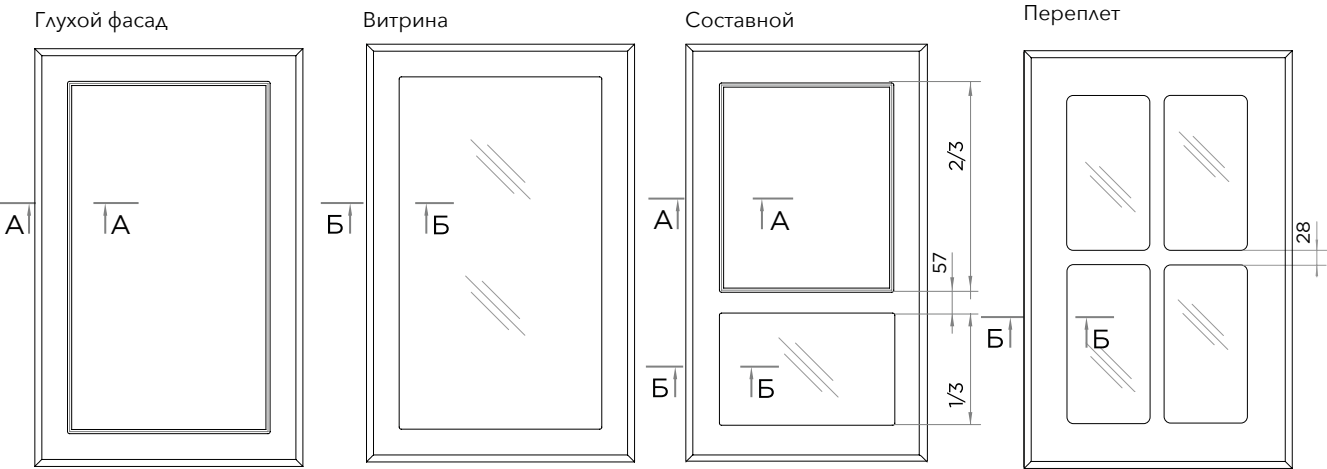 Глухой фасад
Витрина
Составной
Переплет
А
А
Б
Б
А
А
2/3
57
Б
Б
1/3
28
Б
Б